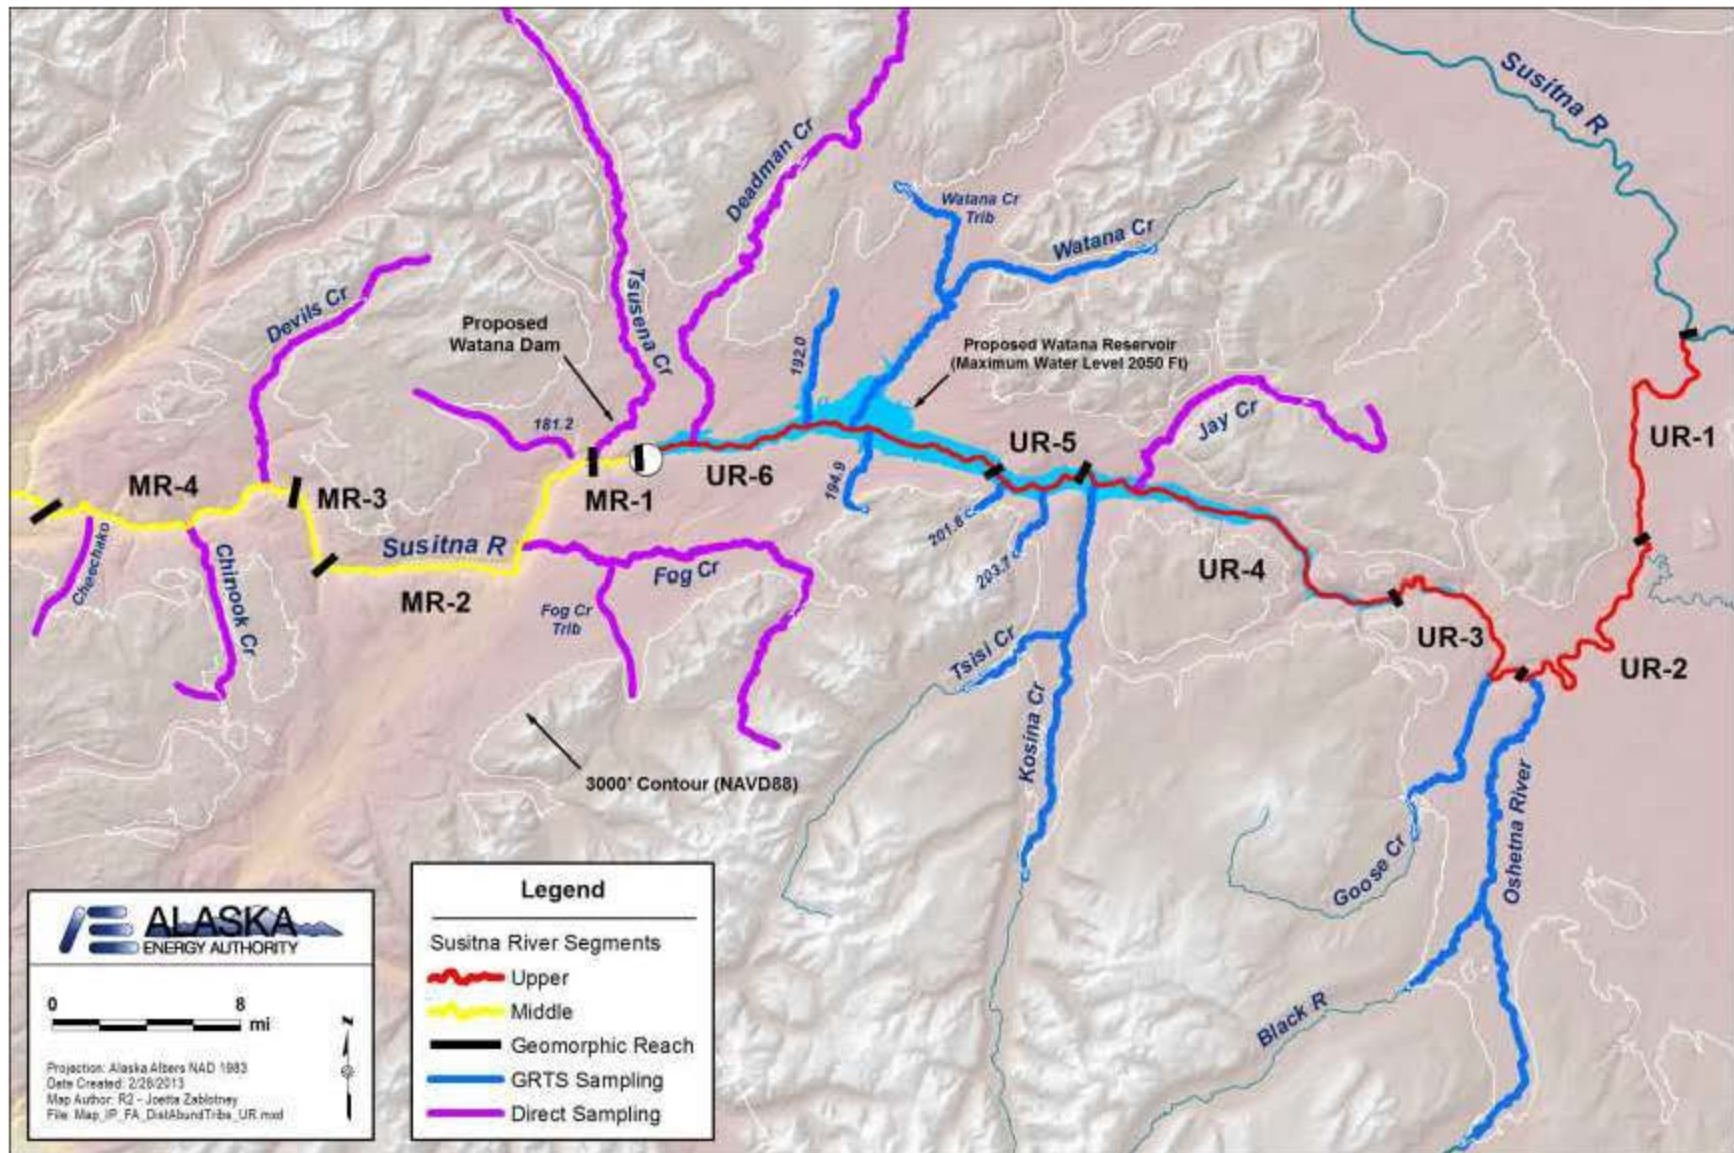 Susitna R
Deadman Cr
Watana Cr
Trib
Watana Cr
Tsusena Cr
Devils Cr
Proposed
Watana Dam
192.0
Proposed Watana Reservoir
(Maximum Water Level 2050 Ft)
181.2
Jay Cr
UR-1
UR-5
UR-6
MR-4
MR-3
MR-1
194.9
201.8
203.7
Susitna R
Fog Cr
UR-4
Cheechako
Chinook Cr
MR-2
Fog Cr
Trib
UR-3
UR-2
Tsisi Cr
Kosina Cr
3000' Contour (NAVD88)
Goose Cr
Oshetna River
Black R
ALASKA
ENERGY AUTHORITY
0 8
mi
Z
Projection: Alaska Albers NAD 1983
Date Created: 2/28/2013
Map Author: R2 - Joetta Zablotney
File: Map_IP_FA_DistAbundTribs_UR.mxd
Legend
Susitna River Segments
Upper
Middle
Geomorphic Reach
GRTS Sampling
Direct Sampling